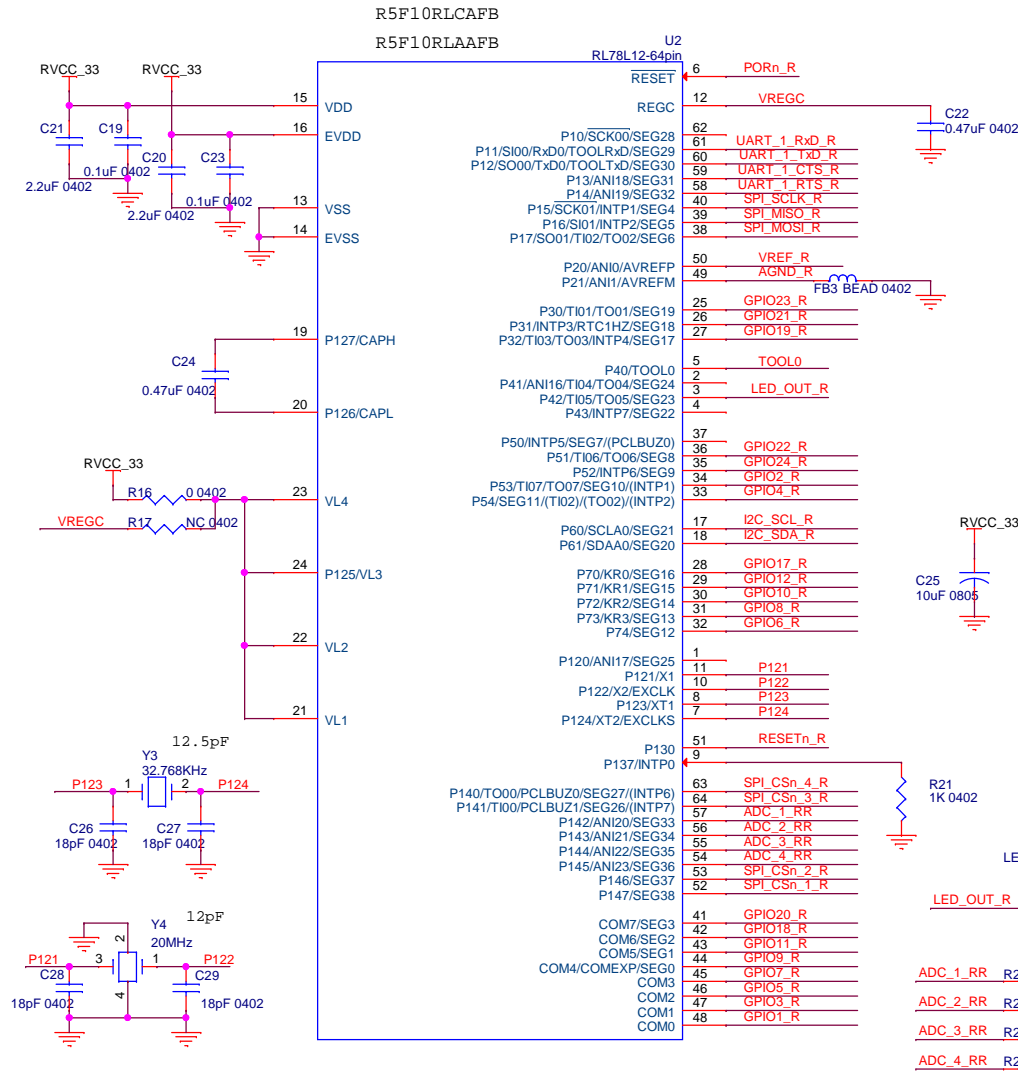 R5F10RLCAFB
R5F10RLAAFB
U2
RL78L12-64pin
RVCC_33
RVCC_33
C21
2.2uF 0402
C19
0.1uF 0402
C20
2.2uF 0402
C23
0.1uF 0402
15 VDD
16 EVDD
13 VSS
14 EVSS
19 P127/CAPH
C24
0.47uF 0402
20 P126/CAPL
RVCC_33
R16 0 0402
VREGC R17 NC 0402
23 VL4
24 P125/VL3
22 VL2
21 VL1
12.5pF
Y3
32.768KHz
P123 1 2 P124
C26
18pF 0402
C27
18pF 0402
12pF
Y4
20MHz
2
P121 3 1 P122
4
C28
18pF 0402
C29
18pF 0402
RESET 6 PORn_R
REGC 12 VREGC
C22
0.47uF 0402
P10/SCK00/SEG28 62
P11/SI00/RxD0/TOOLRxD/SEG29 61 UART_1_RxD_R
P12/SO00/TxD0/TOOLTxD/SEG30 60 UART_1_TxD_R
P13/ANI18/SEG31 59 UART_1_CTS_R
P14/ANI19/SEG32 58 UART_1_RTS_R
P15/SCK01/INTP1/SEG4 40 SPI_SCLK_R
P16/SI01/INTP2/SEG5 39 SPI_MISO_R
P17/SO01/TI02/TO02/SEG6 38 SPI_MOSI_R
P20/ANI0/AVREFP 50 VREF_R
P21/ANI1/AVREFM 49 AGND_R
FB3 BEAD 0402
P30/TI01/TO01/SEG19 25 GPIO23_R
P31/INTP3/RTC1HZ/SEG18 26 GPIO21_R
P32/TI03/TO03/INTP4/SEG17 27 GPIO19_R
P40/TOOL0 5 TOOL0
P41/ANI16/TI04/TO04/SEG24 2
P42/TI05/TO05/SEG23 3 LED_OUT_R
P43/INTP7/SEG22 4
P50/INTP5/SEG7/(PCLBUZ0) 37
P51/TI06/TO06/SEG8 36 GPIO22_R
P52/INTP6/SEG9 35 GPIO24_R
P53/TI07/TO07/SEG10/(INTP1) 34 GPIO2_R
P54/SEG11/(TI02)/(TO02)/(INTP2) 33 GPIO4_R
P60/SCLA0/SEG21 17 I2C_SCL_R
P61/SDAA0/SEG20 18 I2C_SDA_R
RVCC_33
C25
10uF 0805
P70/KR0/SEG16 28 GPIO17_R
P71/KR1/SEG15 29 GPIO12_R
P72/KR2/SEG14 30 GPIO10_R
P73/KR3/SEG13 31 GPIO8_R
P74/SEG12 32 GPIO6_R
P120/ANI17/SEG25 1
P121/X1 11 P121
P122/X2/EXCLK 10 P122
P123/XT1 8 P123
P124/XT2/EXCLKS 7 P124
P130 51 RESETn_R
P137/INTP0 9
R21
1K 0402
P140/TO00/PCLBUZ0/SEG27/(INTP6) 63 SPI_CSn_4_R
P141/TI00/PCLBUZ1/SEG26/(INTP7) 64 SPI_CSn_3_R
P142/ANI20/SEG33 57 ADC_1_RR
P143/ANI21/SEG34 56 ADC_2_RR
P144/ANI22/SEG35 55 ADC_3_RR
P145/ANI23/SEG36 54 ADC_4_RR
P146/SEG37 53 SPI_CSn_2_R
P147/SEG38 52 SPI_CSn_1_R
COM7/SEG3 41 GPIO20_R
COM6/SEG2 42 GPIO18_R
COM5/SEG1 43 GPIO11_R
COM4/COMEXP/SEG0 44 GPIO9_R
COM3 45 GPIO7_R
COM2 46 GPIO5_R
COM1 47 GPIO3_R
COM0 48 GPIO1_R
LE
LED_OUT_R
ADC_1_RR R2
ADC_2_RR R2
ADC_3_RR R2
ADC_4_RR R2